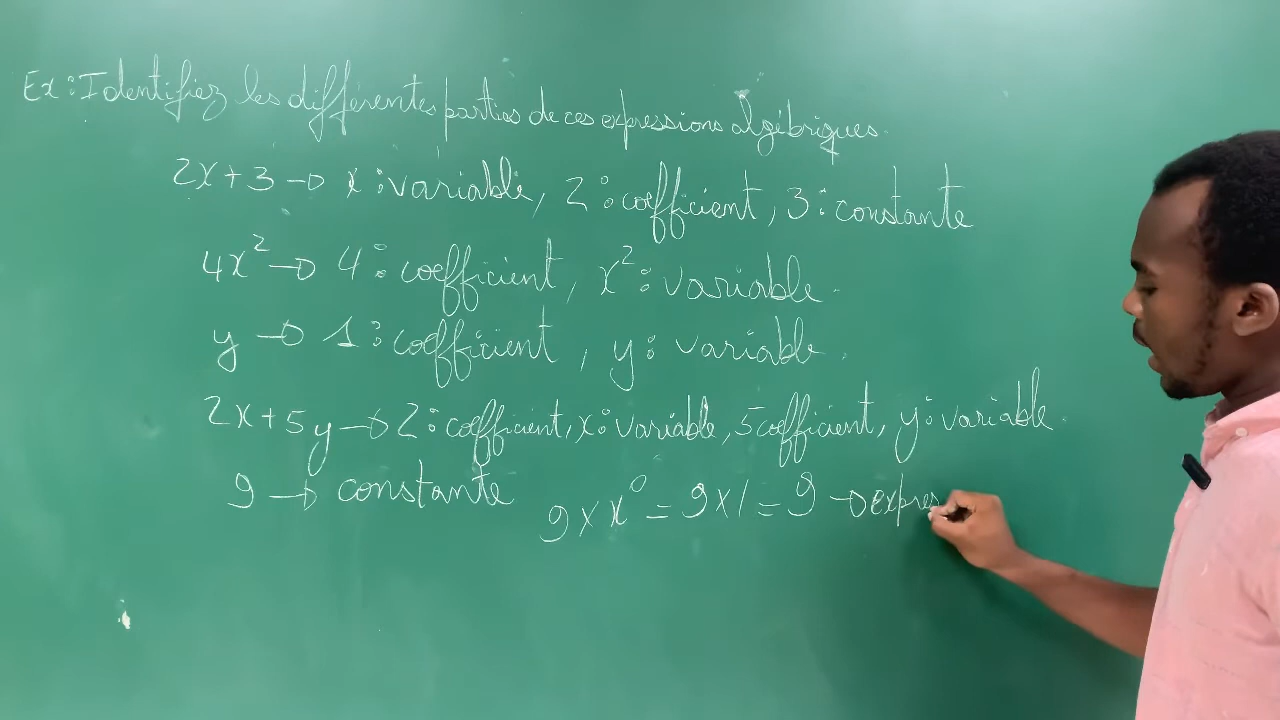 Ex : Identifiez les différentes parties de ces expressions algébriques.
2x+3 → x : variable, 2 : coefficient, 3 : constante
4x² → 4 : coefficient, x² : variable.
y → 1 : coefficient, y : variable.
2x+5y → 2 : coefficient, x : variable, 5 coefficient, y : variable.
9 → constante 9 × x⁰ = 9×1 = 9 → expres